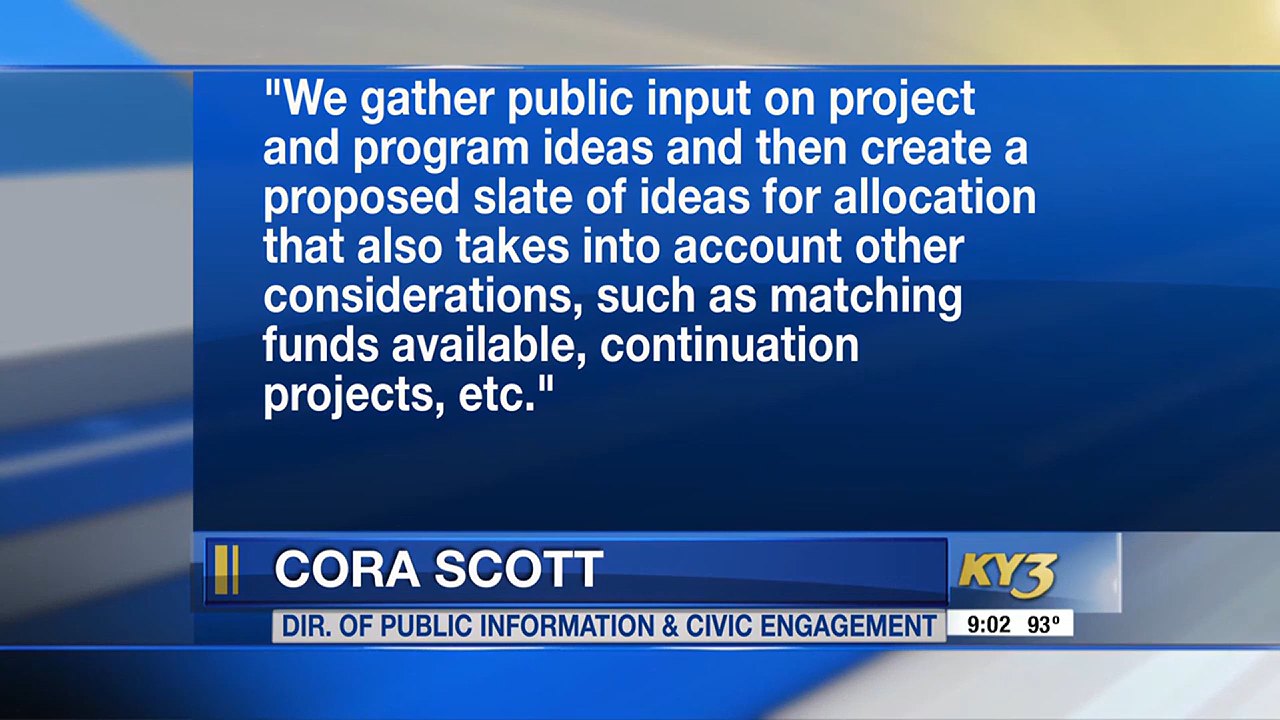 "We gather public input on project
and program ideas and then create a
proposed slate of ideas for allocation
that also takes into account other
considerations, such as matching
funds available, continuation
projects, etc."
CORA SCOTT
KY3
DIR. OF PUBLIC INFORMATION & CIVIC ENGAGEMENT
9:02 93º